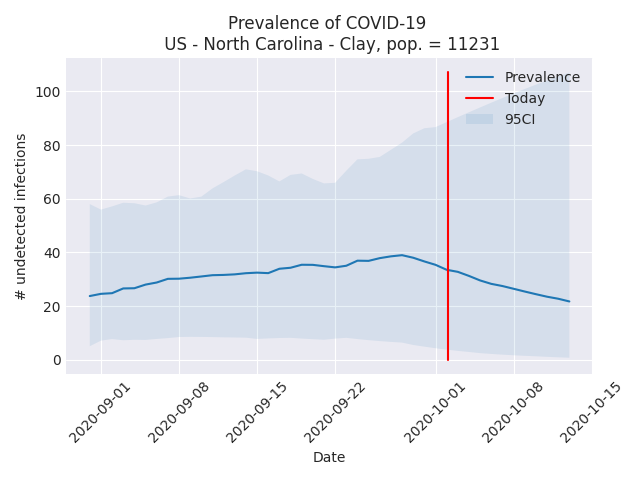 Prevalence of COVID-19
US - North Carolina - Clay, pop. = 11231
# undetected infections
100
80
60
40
20
0
Prevalence
Today
95CI
2020-09-01
2020-09-08
2020-09-15
2020-09-22
2020-10-01
2020-10-08
2020-10-15
Date